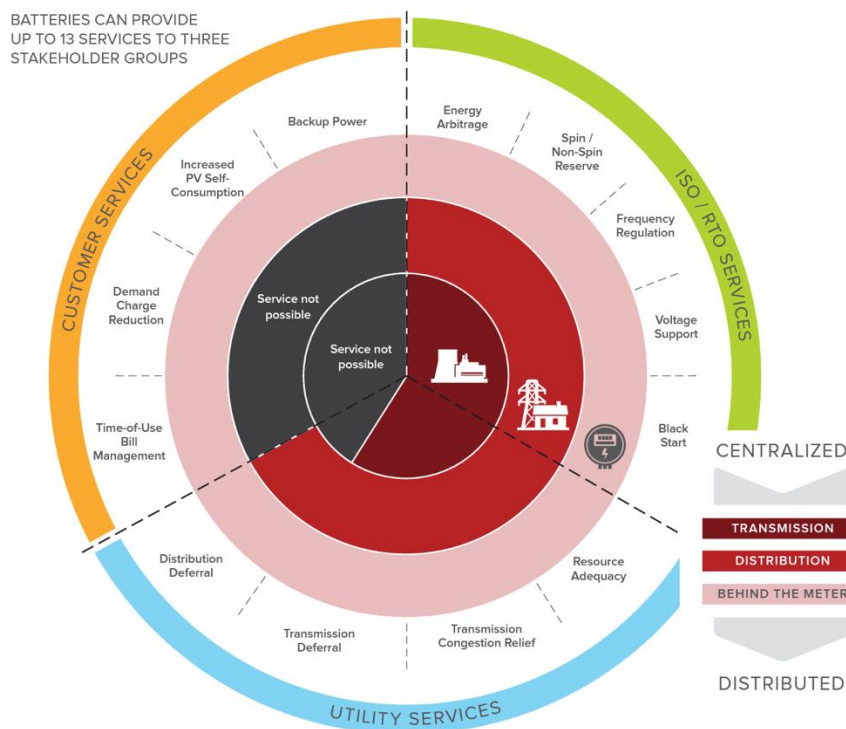 BATTERIES CAN PROVIDE
UP TO 13 SERVICES TO THREE
STAKEHOLDER GROUPS
CUSTOMER SERVICES
ISO / RTO SERVICES
UTILITY SERVICES
Backup Power
Increased
PV Self-
Consumption
Demand
Charge
Reduction
Time-of-Use
Bill
Management
Energy
Arbitrage
Spin /
Non-Spin
Reserve
Frequency
Regulation
Voltage
Support
Black
Start
Resource
Adequacy
Transmission
Congestion Relief
Transmission
Deferral
Distribution
Deferral
Service not
possible
Service not
possible
CENTRALIZED
TRANSMISSION
DISTRIBUTION
BEHIND THE METER
DISTRIBUTED